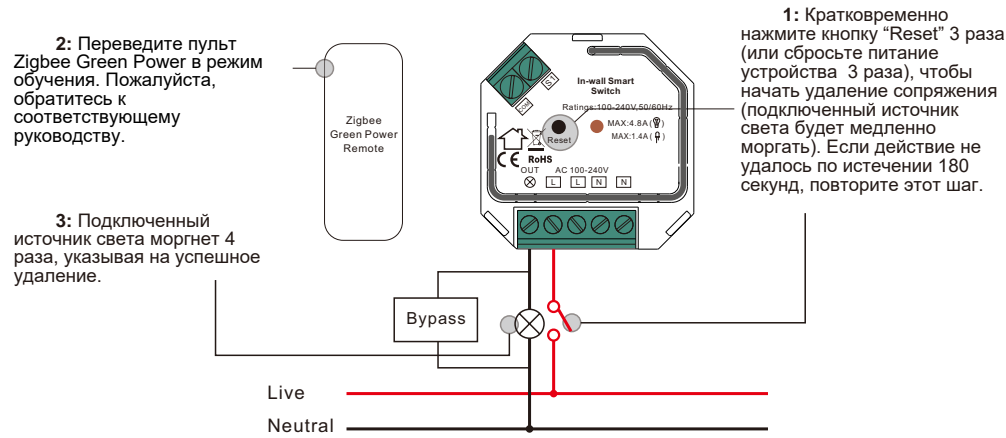 1: Кратковременно
нажмите кнопку “Reset” 3 раза
(или сбросьте питание
устройства 3 раза), чтобы
начать удаление сопряжения
(подключенный источник
света будет медленно
моргать). Если действие не
удалось по истечении 180
секунд, повторите этот шаг.
2: Переведите пульт
Zigbee Green Power в режим
обучения. Пожалуйста,
обратитесь к
соответствующему
руководству.
3: Подключенный
источник света моргнет 4
раза, указывая на успешное
удаление.
Zigbee
Green Power
Remote
S1
COM
In-wall Smart
Switch
Ratings:100-240V,50/60Hz
MAX:4.8A ( )
MAX:1.4A ( )
Reset
CE RoHS
OUT AC 100-240V
L L N N
Bypass
Live
Neutral